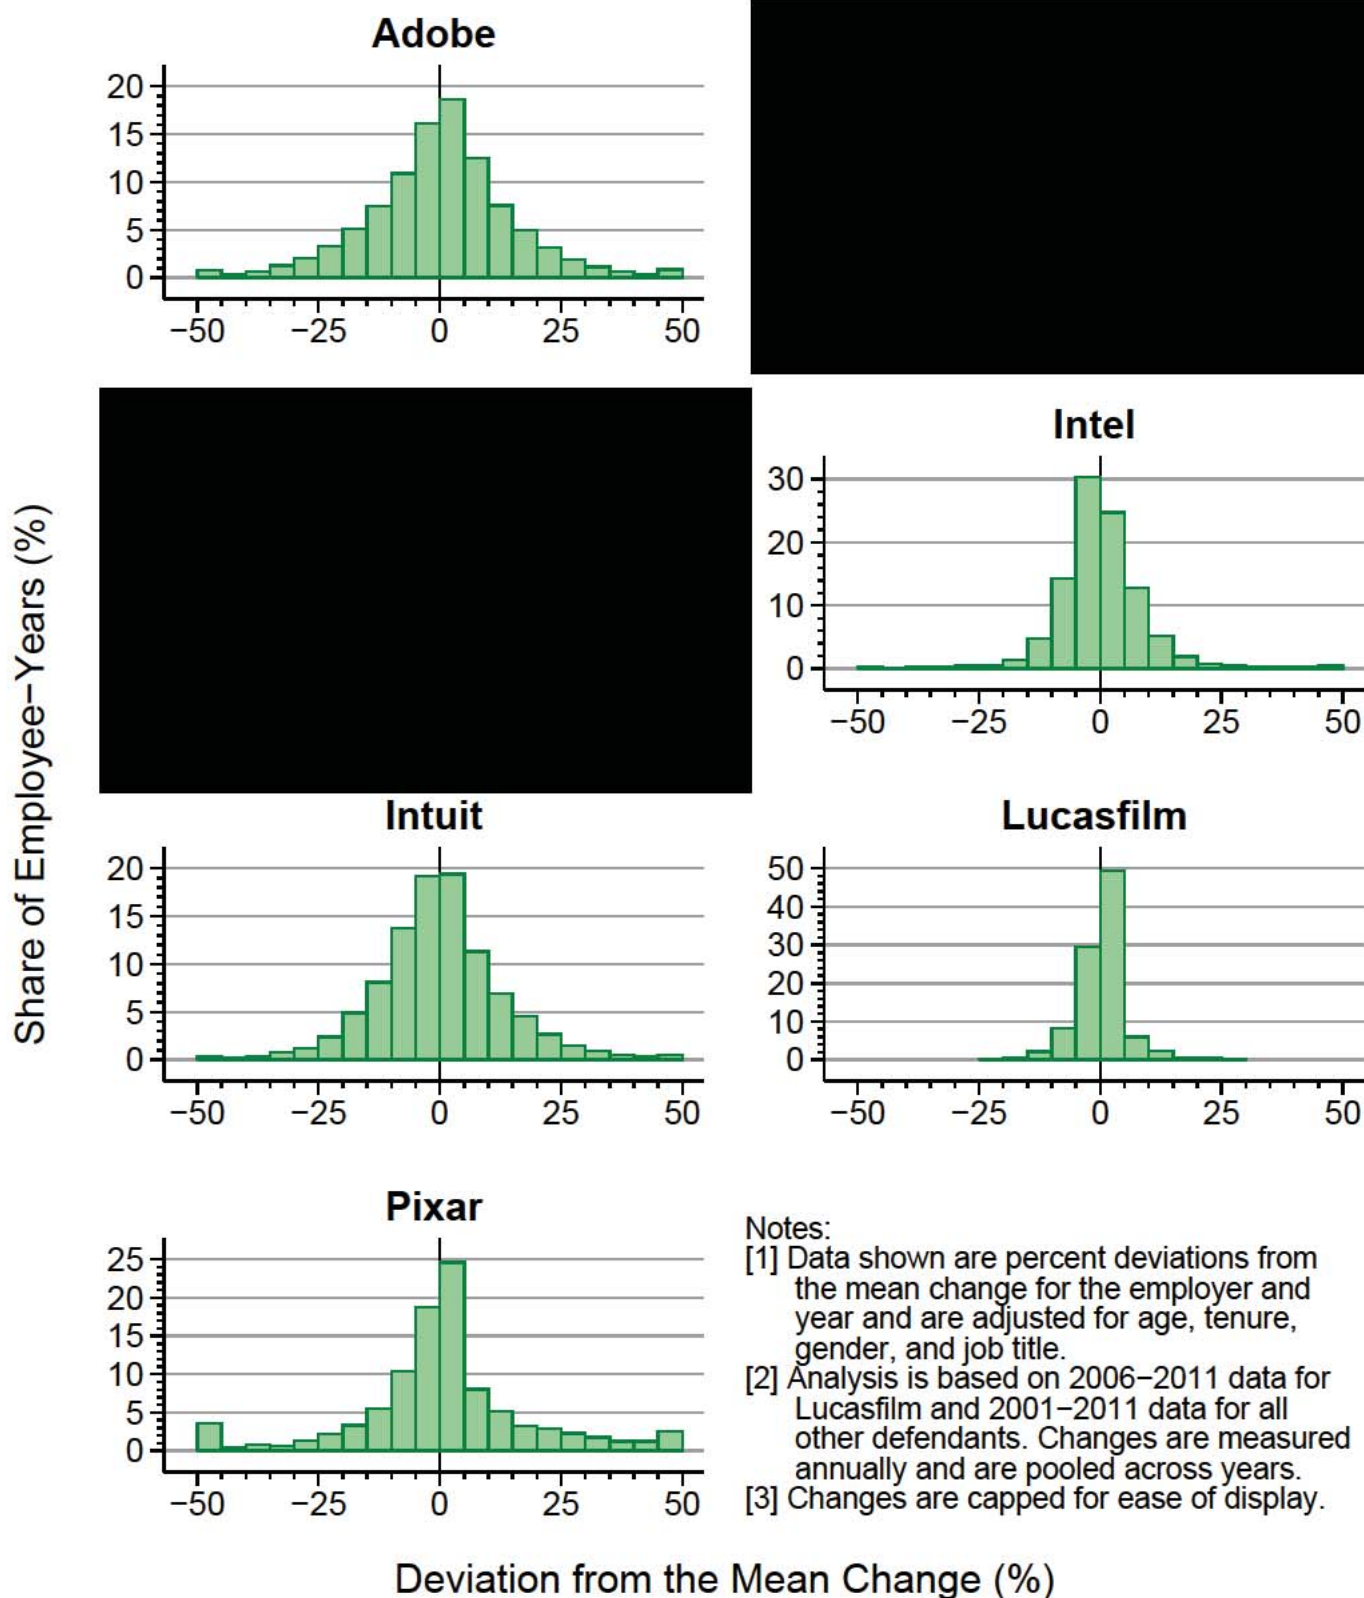 Adobe
20
15
10
5
0
−50 −25 0 25 50
Intel
30
20
10
0
−50 −25 0 25 50
Share of Employee−Years (%)
Intuit
20
15
10
5
0
−50 −25 0 25 50
Lucasfilm
50
40
30
20
10
0
−50 −25 0 25 50
Pixar
25
20
15
10
5
0
−50 −25 0 25 50
Notes:
[1] Data shown are percent deviations from
the mean change for the employer and
year and are adjusted for age, tenure,
gender, and job title.
[2] Analysis is based on 2006−2011 data for
Lucasfilm and 2001−2011 data for all
other defendants. Changes are measured
annually and are pooled across years.
[3] Changes are capped for ease of display.
Deviation from the Mean Change (%)